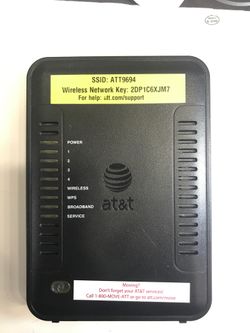 SSID: ATT9694
Wireless Network Key: 2DP1C6XJM7
For help: att.com/support
POWER
1
2
3
4
WIRELESS
WPS
BROADBAND
SERVICE
at&t
Moving?
Don't forget your AT&T services!
Call 1-800-MOVE-ATT or go to att.com/move